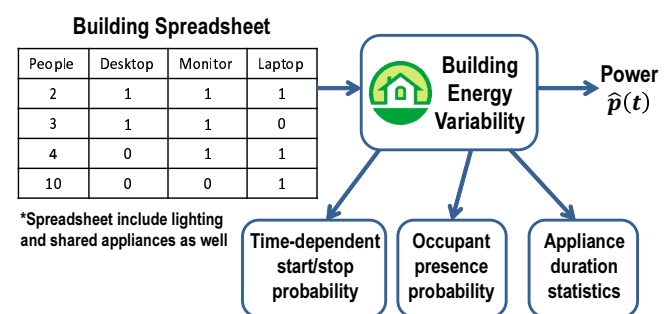 Building Spreadsheet
People Desktop Monitor Laptop
2 1 1 1
3 1 1 0
4 0 1 1
10 0 0 1
*Spreadsheet include lighting
and shared appliances as well
Building
Energy
Variability
Power
p̂(t)
Time-dependent
start/stop
probability
Occupant
presence
probability
Appliance
duration
statistics